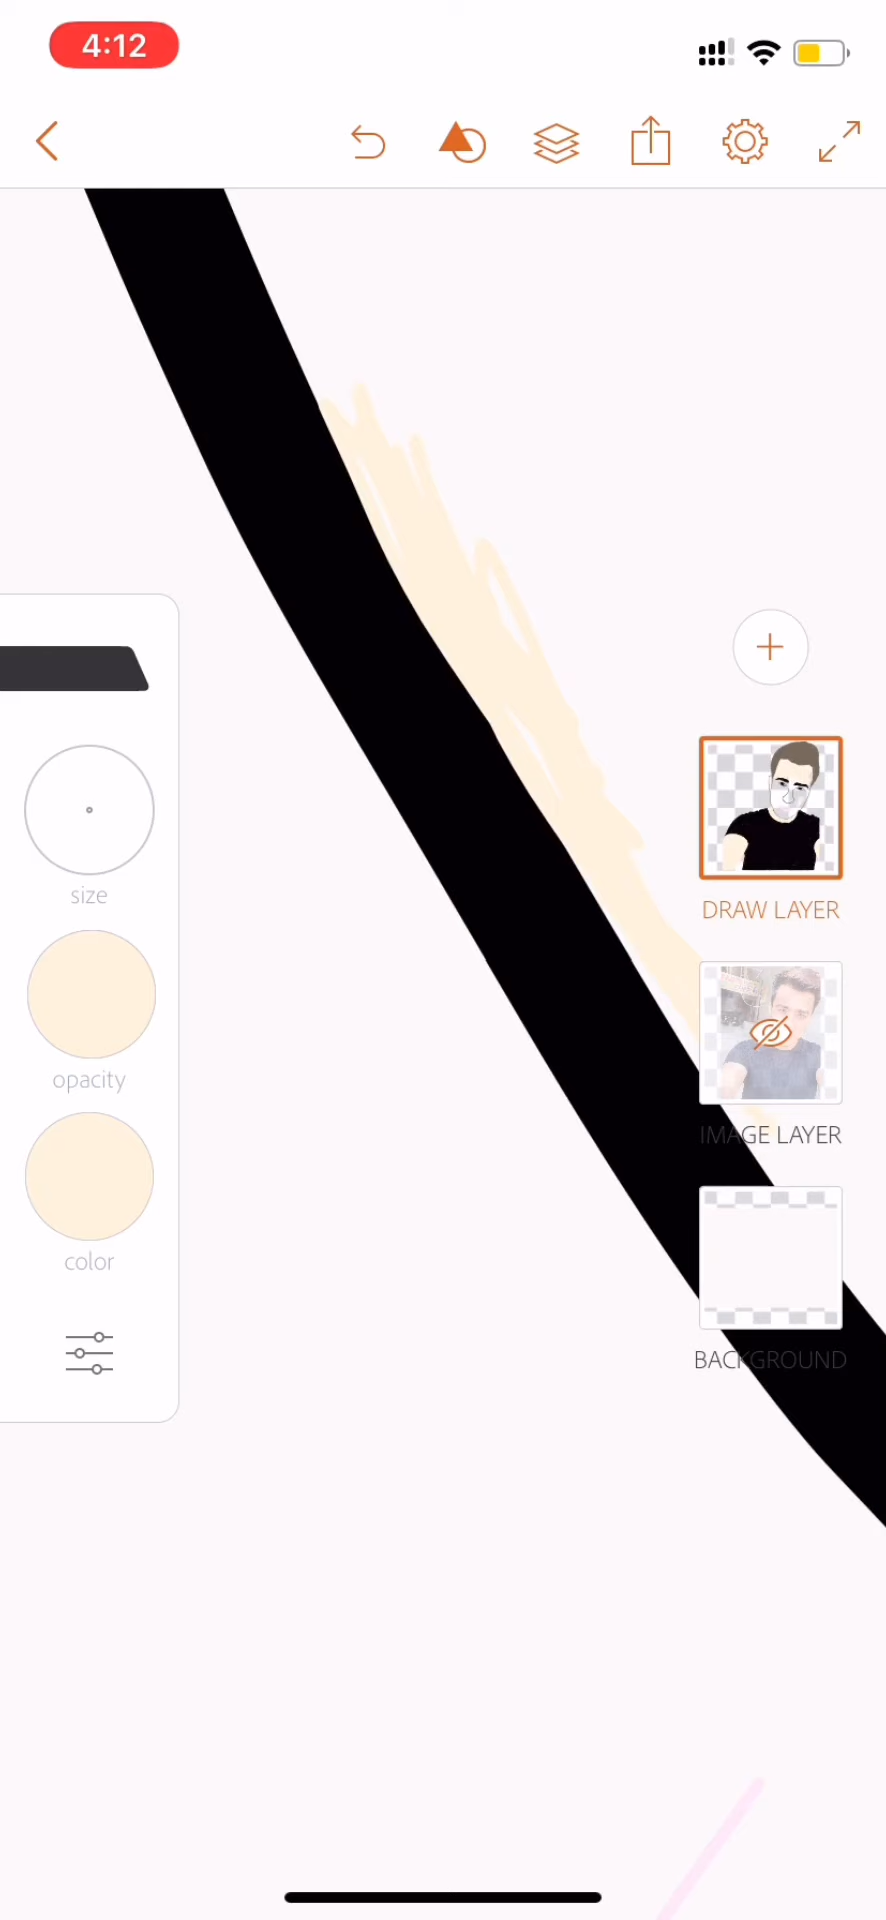 4:12
size
DRAW LAYER
opacity
IMAGE LAYER
color
BACKGROUND